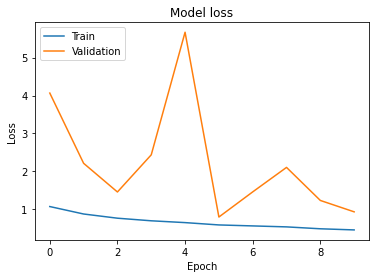 Model loss
Train
Validation
Loss
5
4
3
2
1
0 2 4 6 8
Epoch